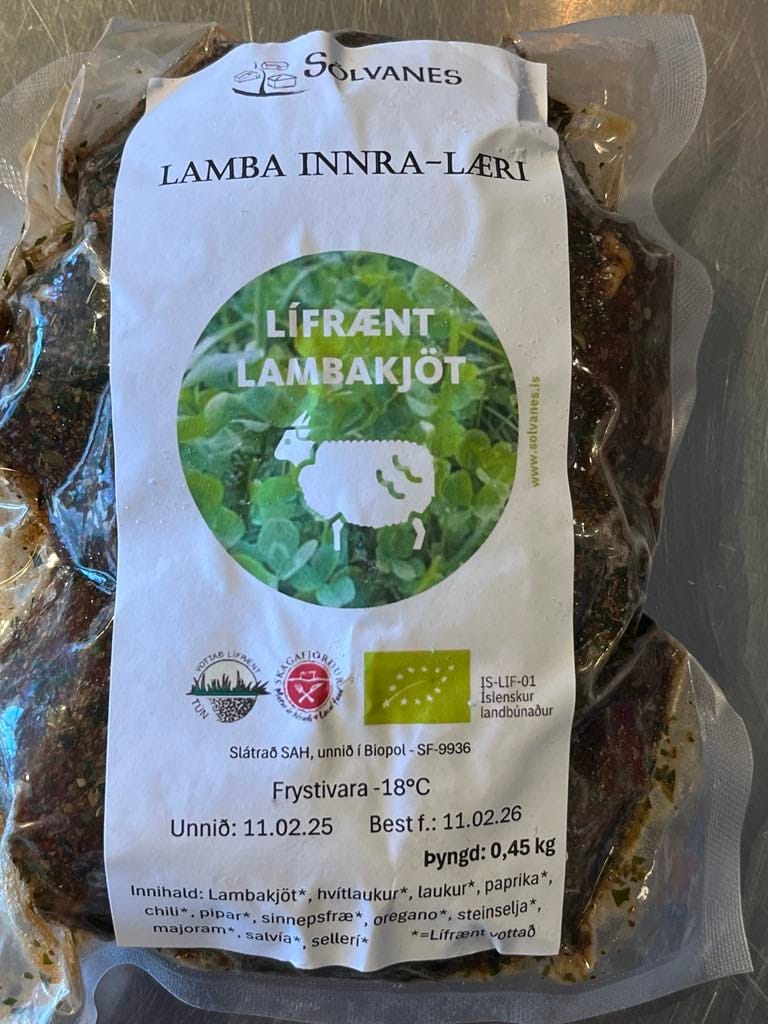 SÖLVANES
LAMBA INNRA-LÆRI
LÍFRÆNT
LAMBAKJÖT
www.solvanes.is
VOTTAÐ LÍFRÆNT
TÚN
SKAGAFJÖRÐUR
IS-LIF-01
Íslenskur
landbúnaður
Slátrað SAH, unnið í Biopol - SF-9936
Frystivara -18°C
Unnið: 11.02.25 Best f.: 11.02.26
Þyngd: 0,45 kg
Innihald: Lambakjöt*, hvítlaukur*, laukur*, paprika*,
chili*, pipar*, sinnepsfræ*, oregano*, steinselja*,
majoram*, salvía*, sellerí* *=Lífrænt vottað